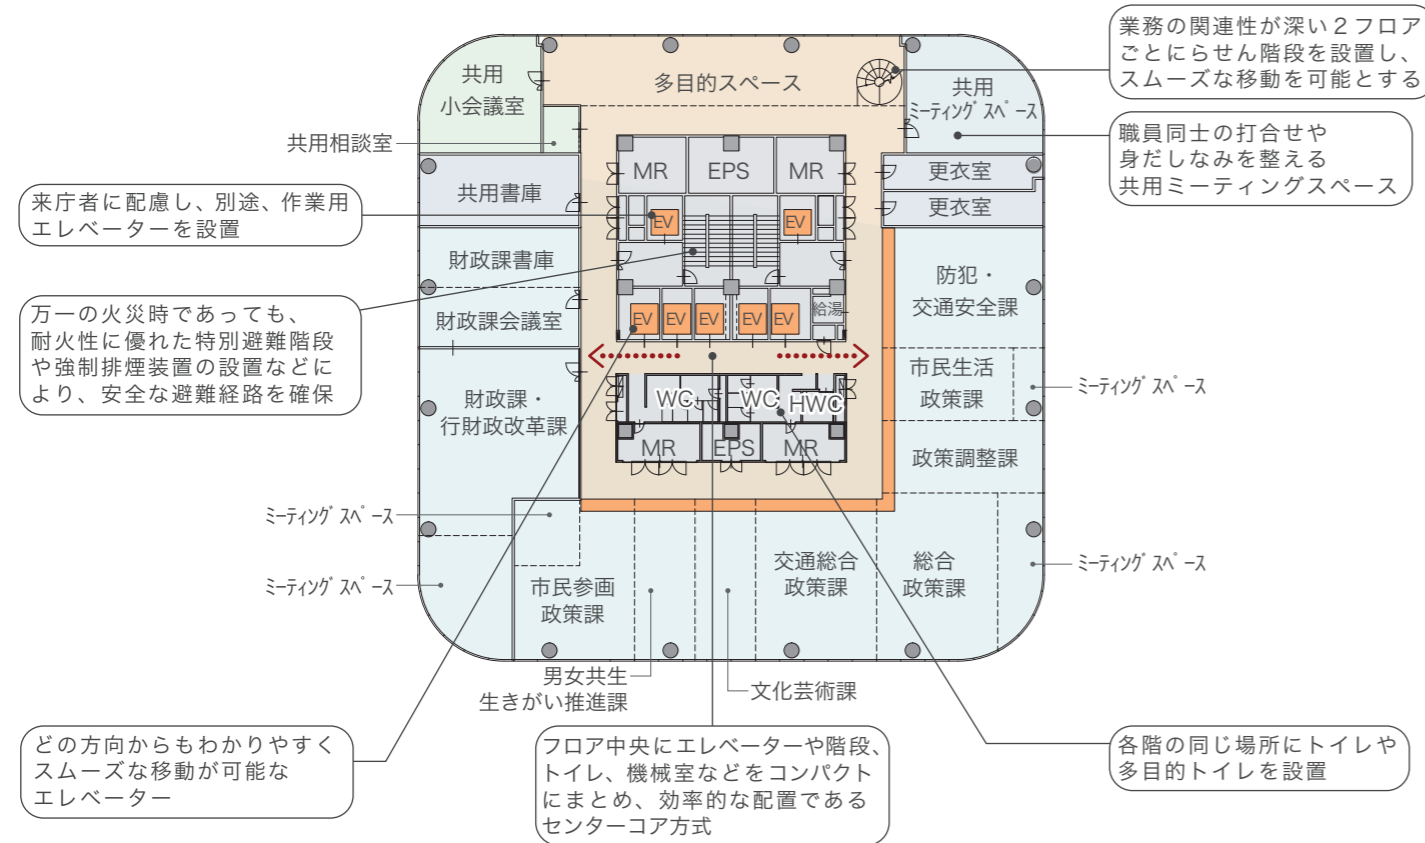 業務の関連性が深い２フロア
ごとにらせん階段を設置し、
スムーズな移動を可能とする
共用
小会議室
多目的スペース
共用
ﾐｰﾃｨﾝｸﾞｽﾍﾟｰｽ
共用相談室
職員同士の打合せや
身だしなみを整える
共用ミーティングスペース
MR
EPS
MR
更衣室
共用書庫
更衣室
来庁者に配慮し、別途、作業用
エレベーターを設置
EV
EV
財政課書庫
防犯・
交通安全課
万一の火災時であっても、
耐火性に優れた特別避難階段
や強制排煙装置の設置などに
より、安全な避難経路を確保
財政課会議室
EV
EV
EV
EV
EV
給湯
市民生活
政策課
ﾐｰﾃｨﾝｸﾞｽﾍﾟｰｽ
財政課・
行財政改革課
WC
WC
HWC
MR
EPS
MR
政策調整課
ﾐｰﾃｨﾝｸﾞｽﾍﾟｰｽ
ﾐｰﾃｨﾝｸﾞｽﾍﾟｰｽ
市民参画
政策課
交通総合
政策課
総合
政策課
ﾐｰﾃｨﾝｸﾞｽﾍﾟｰｽ
男女共生
生きがい推進課
文化芸術課
どの方向からもわかりやすく
スムーズな移動が可能な
エレベーター
フロア中央にエレベーターや階段、
トイレ、機械室などをコンパクト
にまとめ、効率的な配置である
センターコア方式
各階の同じ場所にトイレや
多目的トイレを設置